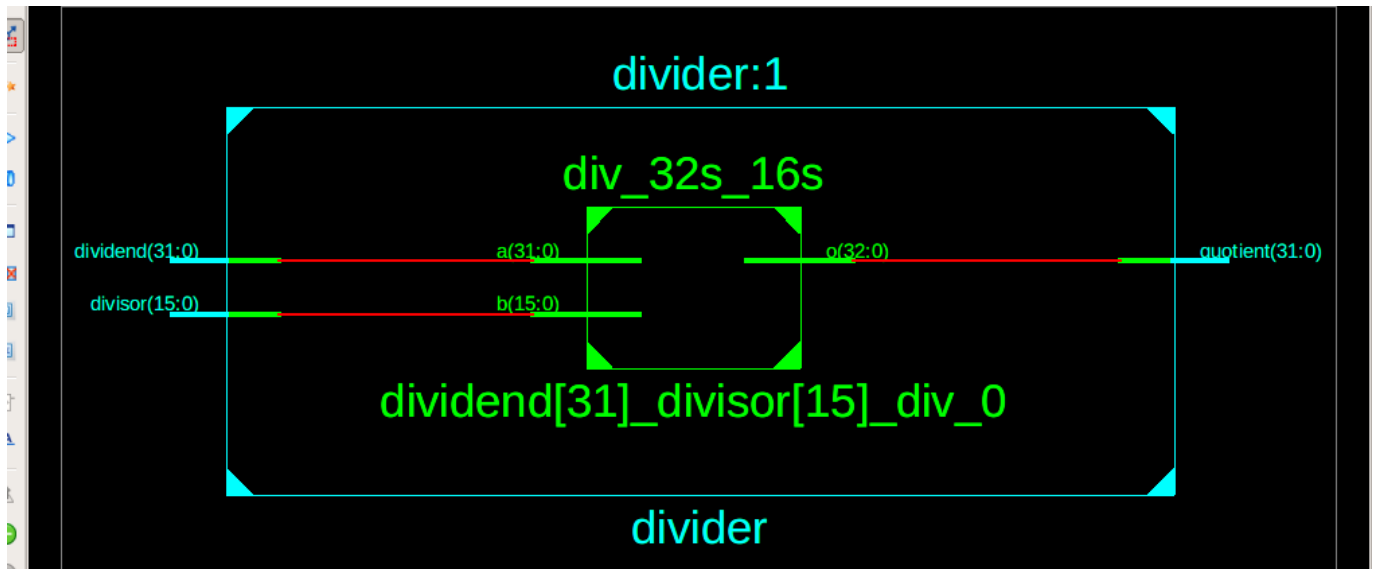 divider:1
div_32s_16s
dividend(31:0) a(31:0) o(32:0) quotient(31:0)
divisor(15:0) b(15:0)
dividend[31]_divisor[15]_div_0
divider